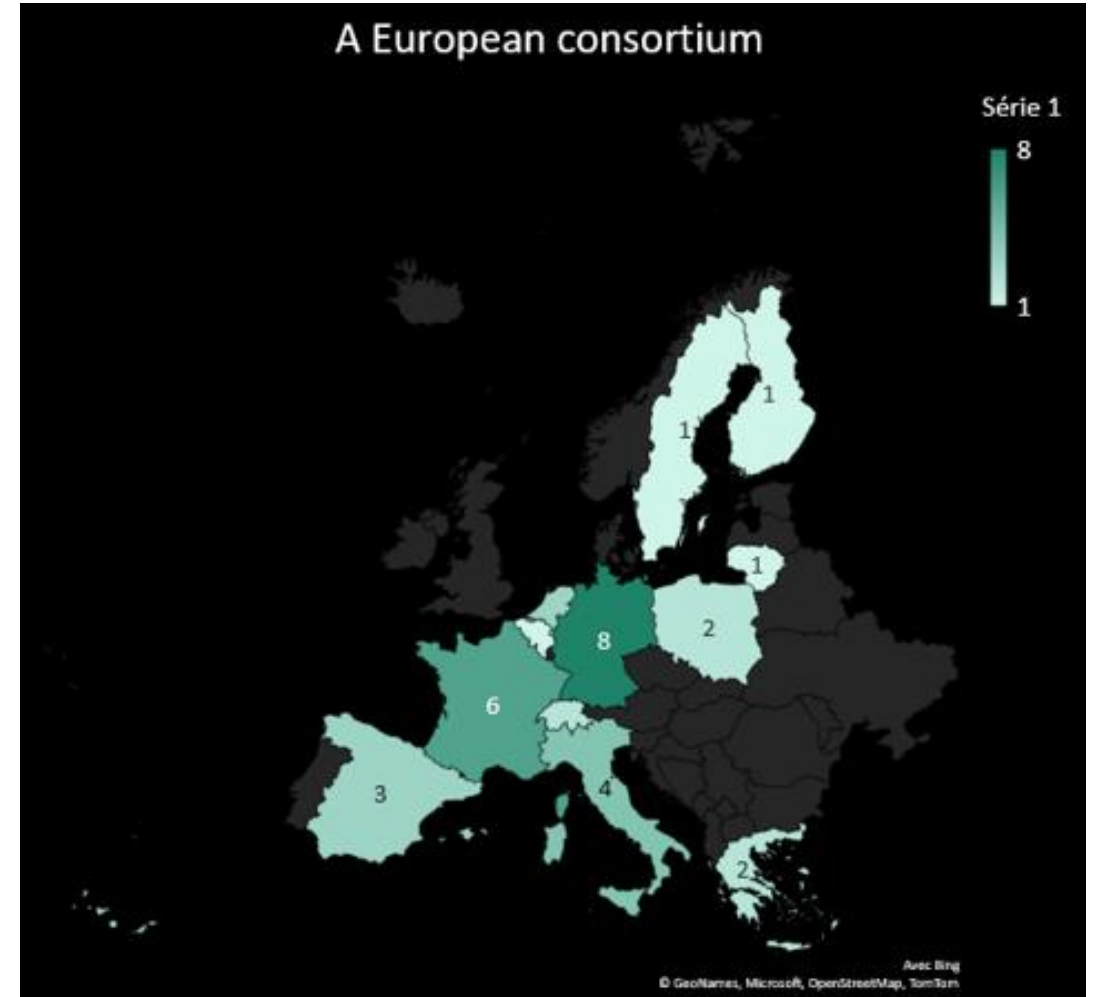 A European consortium
Série 1
8
1
1
1
1
2
8
6
3
4
2
Avec Bing
© GeoNames, Microsoft, OpenStreetMap, TomTom